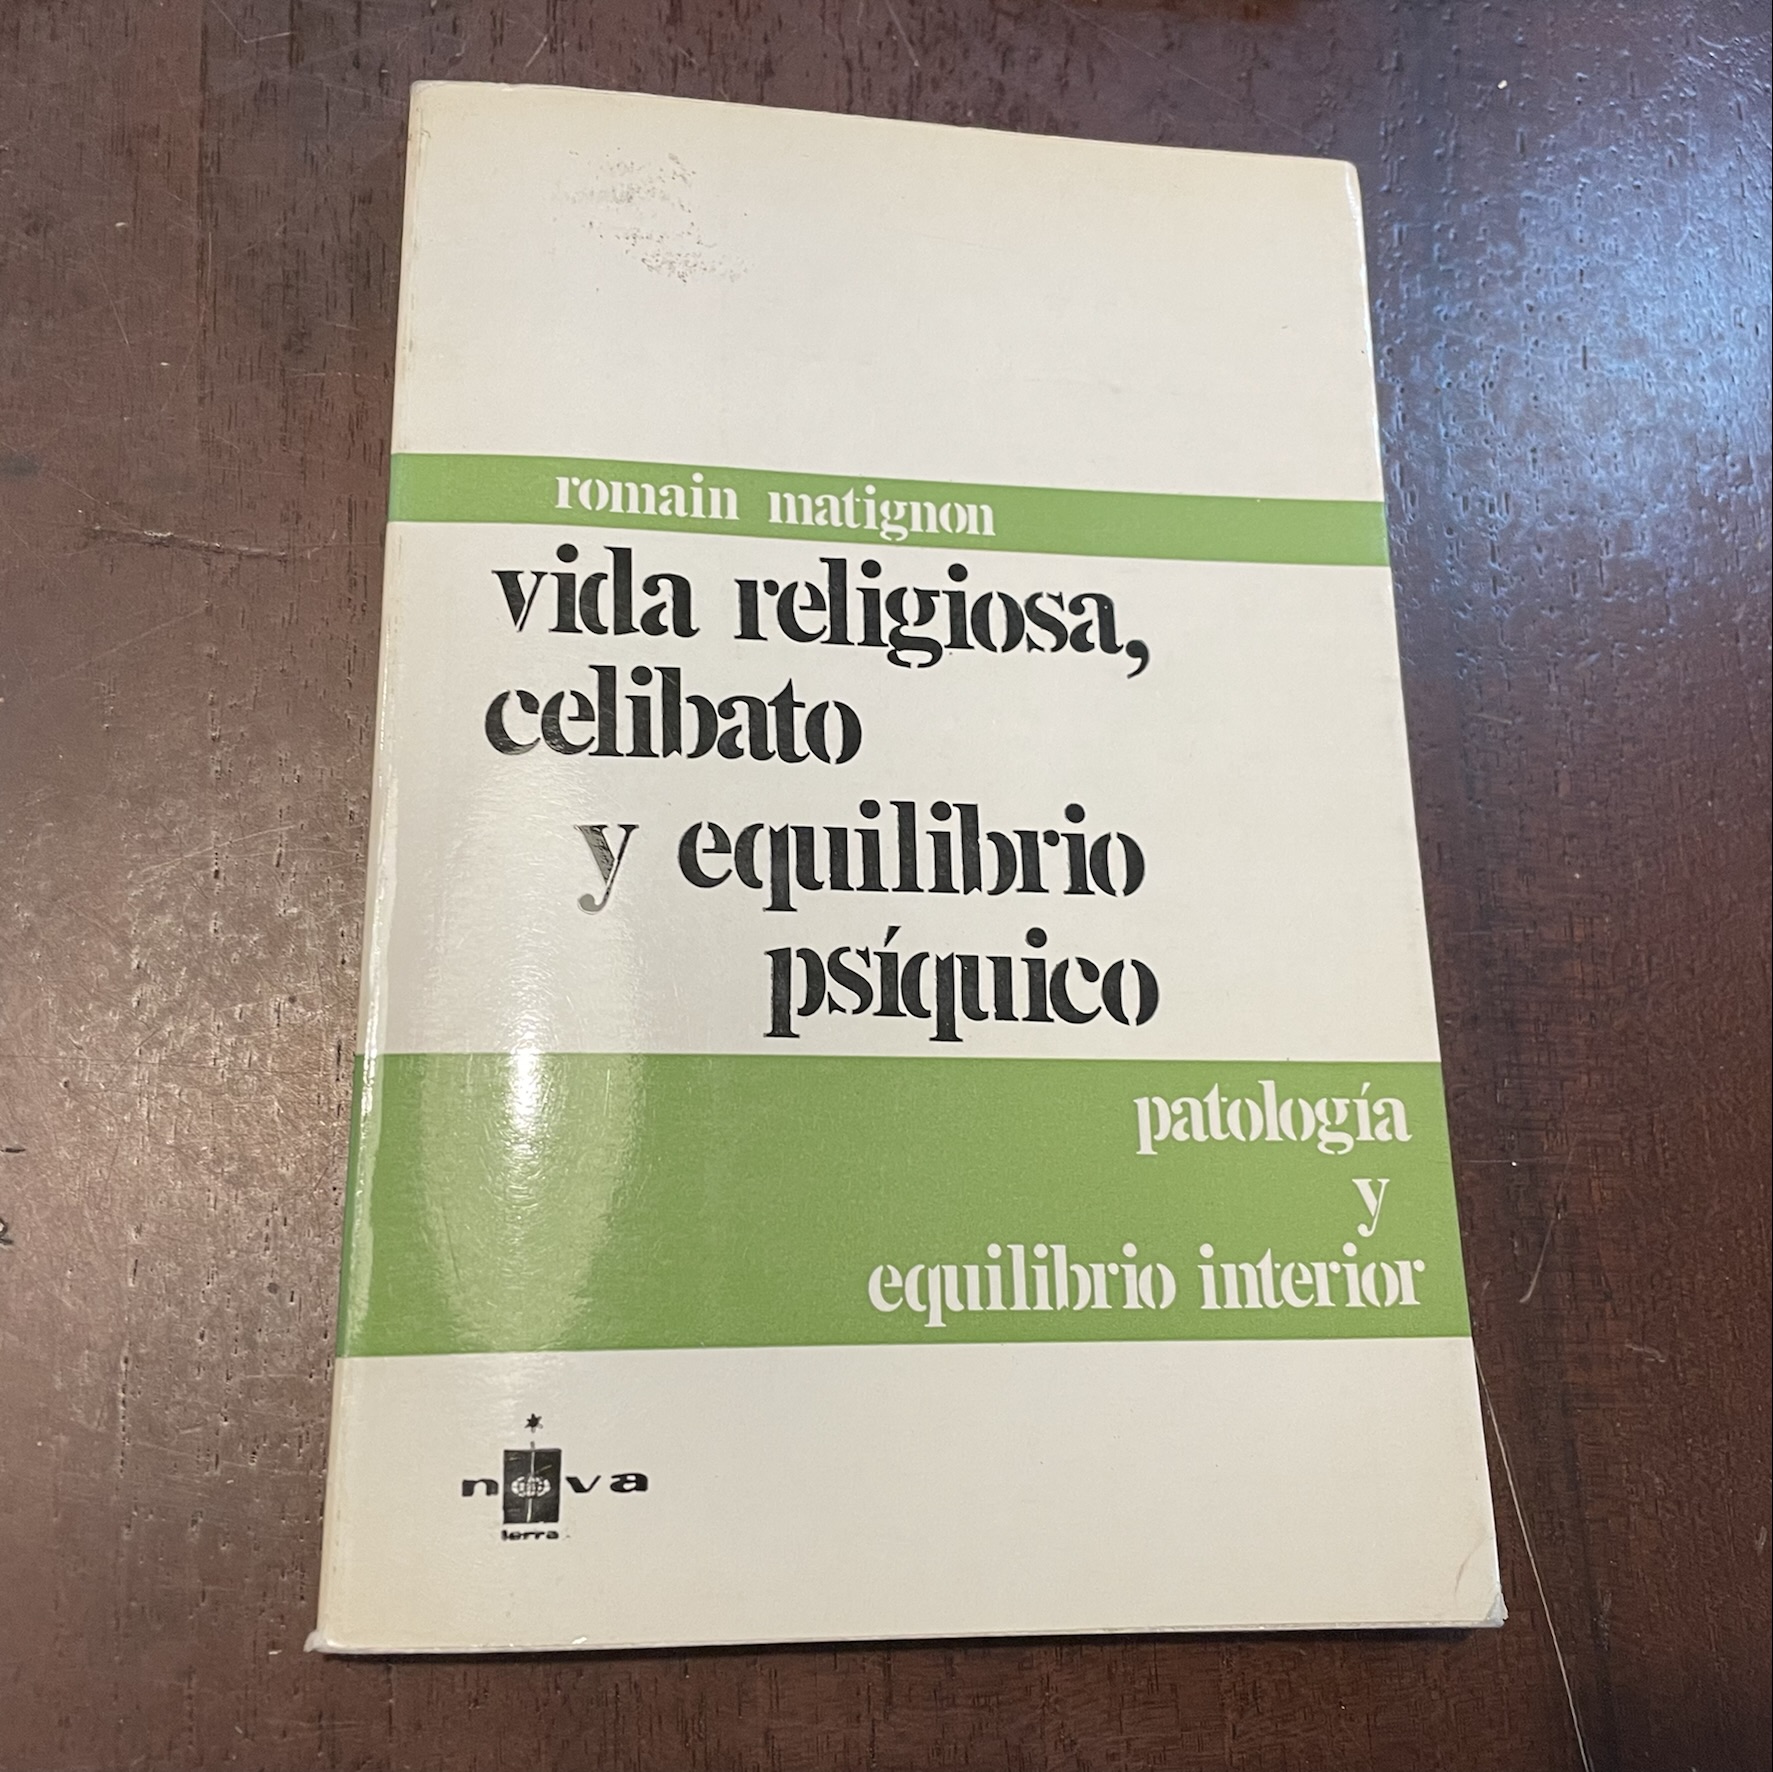 romain matignon
vida religiosa,
celibato
y equilibrio
psíquico
patología
y
equilibrio interior
nova
terra